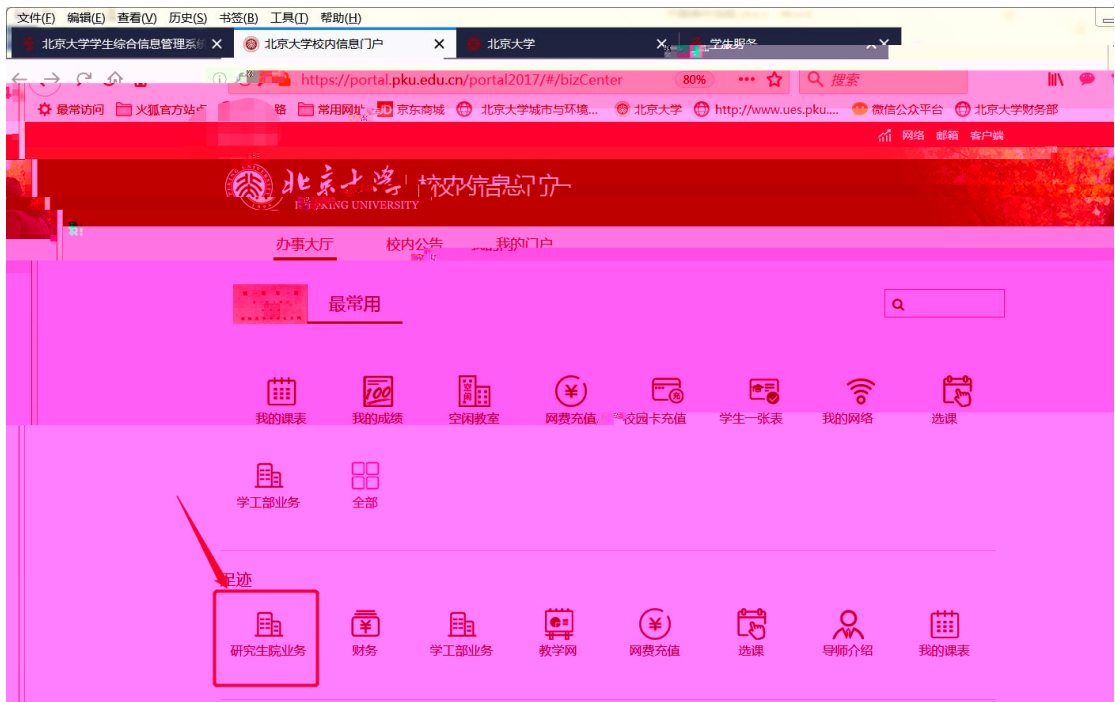 文件(F) 编辑(E) 查看(V) 历史(S) 书签(B) 工具(T) 帮助(H)
北京大学学生综合信息管理系统 北京大学校内信息门户 北京大学 学生服务
https://portal.pku.edu.cn/portal2017/#/bizCenter 80% 搜索
最常访问 火狐官方站点 路 常用网址 JD 京东商城 北京大学城市与环境... 北京大学 http://www.ues.pku.... 微信公众平台 北京大学财务部
网络 邮箱 客户端
北京大学 校内信息门户
PEKING UNIVERSITY
办事大厅 校内公告 我的门户
最常用
我的课表 我的成绩 空闲教室 网费充值 校园卡充值 学生一张表 我的网络 选课
学工部业务 全部
足迹
研究生院业务 财务 学工部业务 教学网 网费充值 选课 导师介绍 我的课表